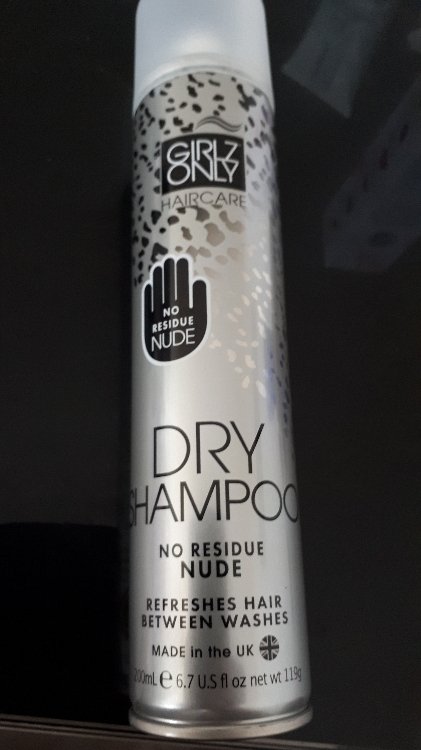 GIRLZ
ONLY
HAIRCARE
NO
RESIDUE
NUDE
DRY
SHAMPOO
NO RESIDUE
NUDE
REFRESHES HAIR
BETWEEN WASHES
MADE in the UK
200mL ℮ 6.7 U.S fl oz net wt 119g